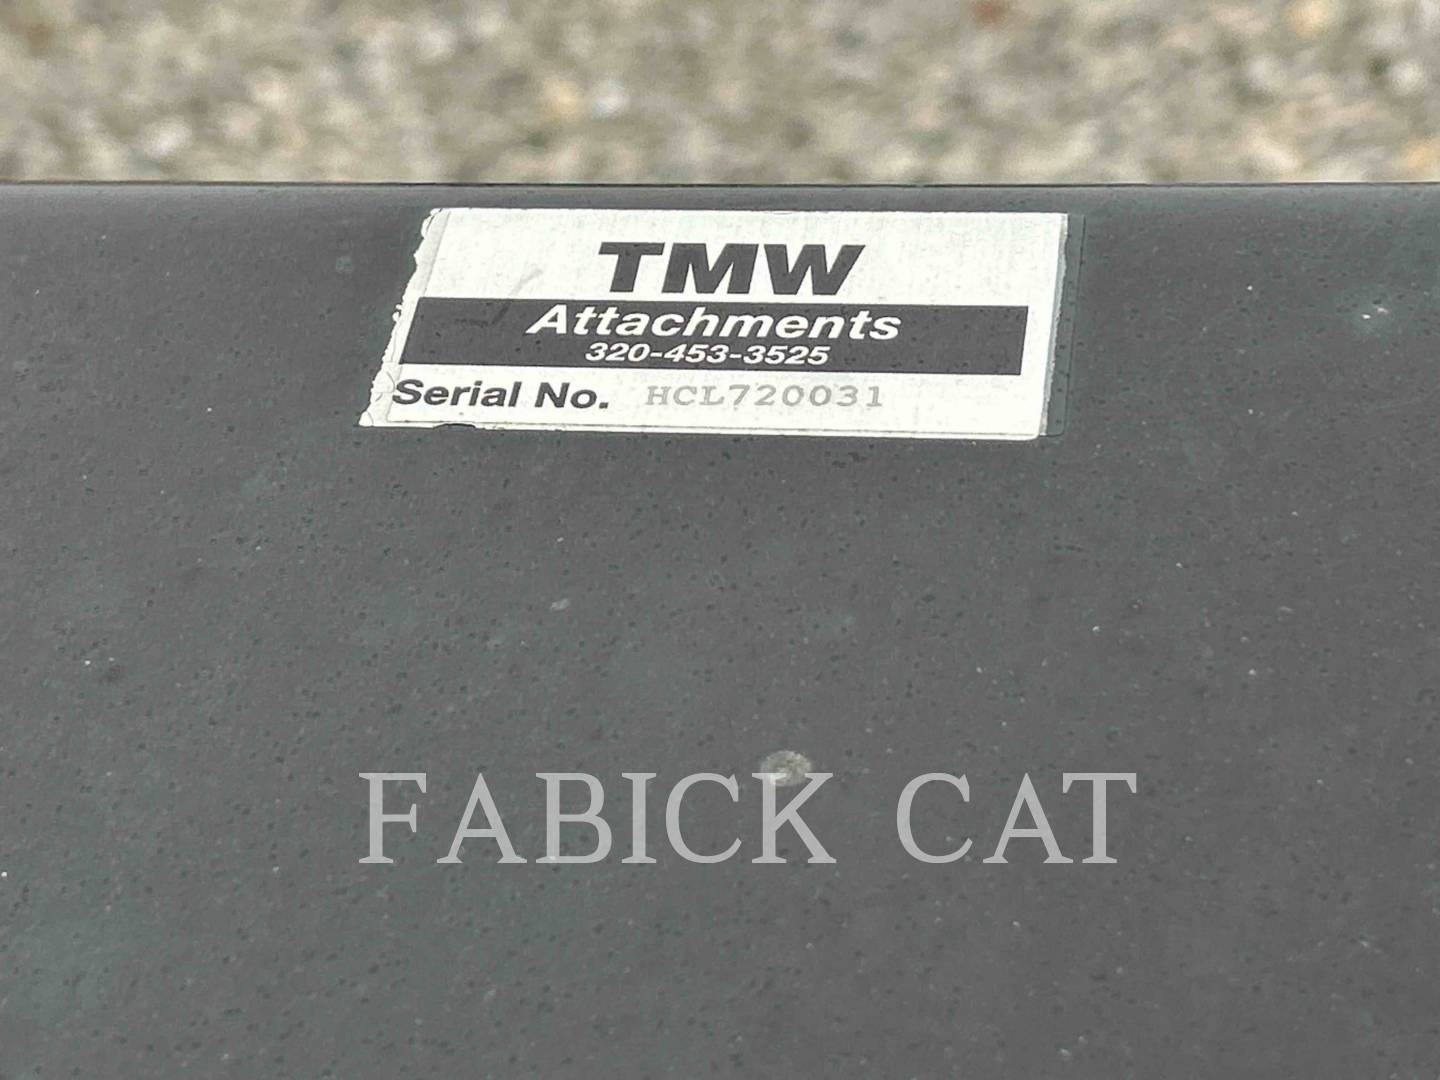 TMW
Attachments
320-453-3525
Serial No. HCL720031
FABICK CAT